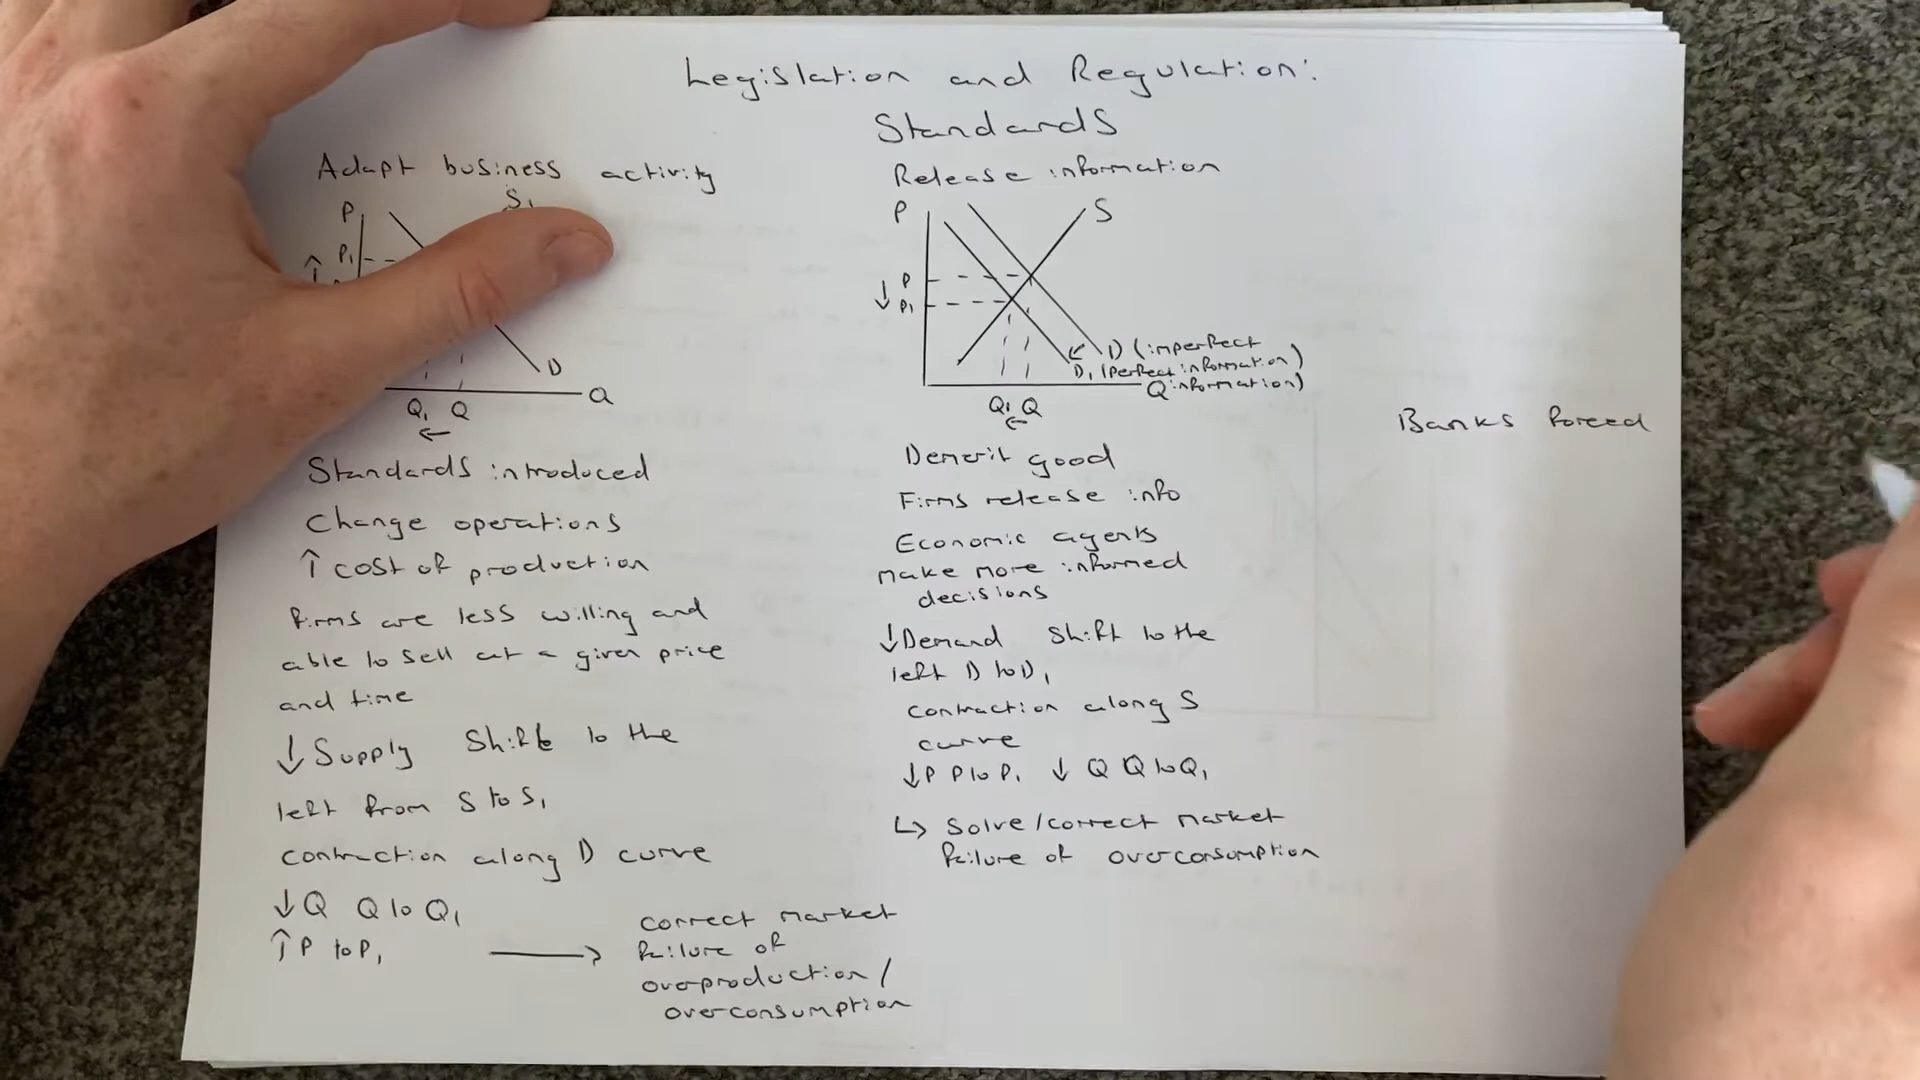 Legislation and Regulation:
Standards
Adapt business activity
S₁
P
P₁
D
Q
Q₁ Q
←
Standards introduced
Change operations
↑ cost of production
firms are less willing and
able to sell at a given price
and time
↓ Supply Shift to the
left from S to S₁
contraction along D curve
↓Q Q to Q₁
↑P to P₁
→ correct market
failure of
overproduction/
overconsumption
Release information
P
S
P
↓ P₁
D (imperfect
D₁ (perfect information)
Q information)
Q₁ Q
←
Demerit good
Firms release info
Economic agents
make more informed
decisions
↓Demand Shift to the
left D to D₁
contraction along S
curve
↓P P to P₁ ↓ Q Q to Q₁
↳ Solve/correct market
failure of overconsumption
Banks forced